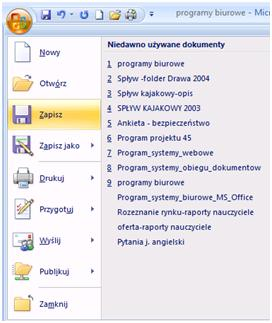 programy biurowe - Micr
Niedawno używane dokumenty
Nowy
Otwórz
Zapisz
Zapisz jako
Drukuj
Przygotuj
Wyślij
Publikuj
Zamknij
1 programy biurowe
2 Spływ -folder Drawa 2004
3 Spływ kajakowy-opis
4 SPŁYW KAJAKOWY 2003
5 Ankieta - bezpieczeństwo
6 Program projektu 45
7 Program_systemy_webowe
8 Program_systemy_obiegu_dokumentow
9 programy biurowe
Program_systemy_biurowe_MS_Office
Rozeznanie rynku-raporty nauczyciele
oferta-raporty nauczyciele
Pytania j. angielski